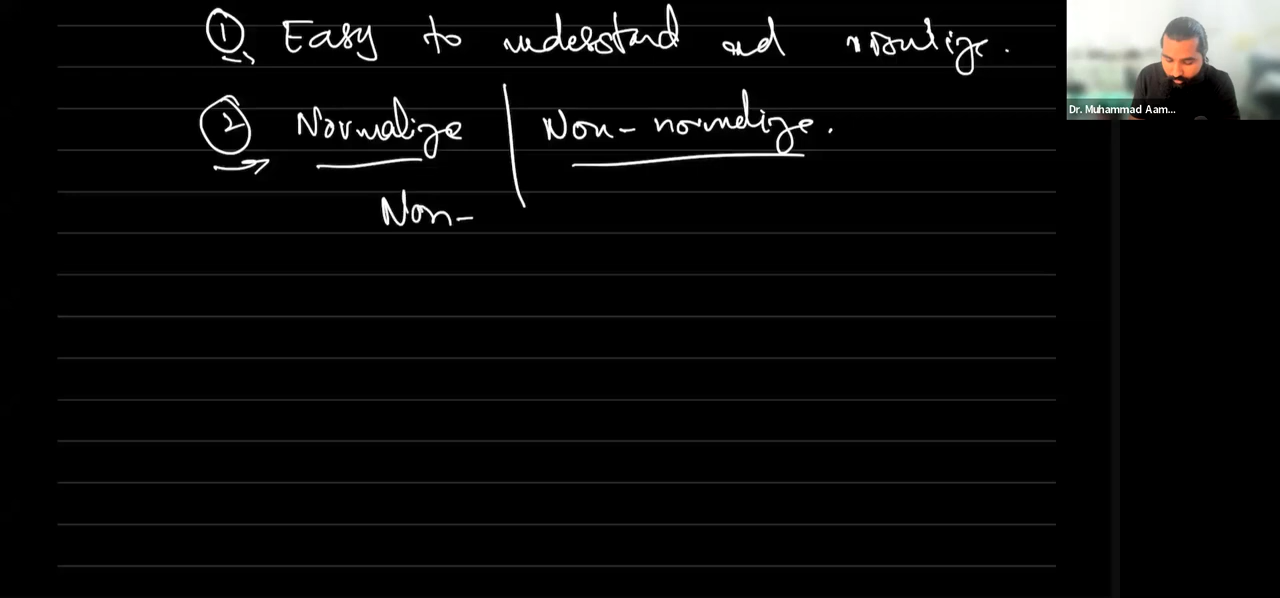 ① Easy to understand and visualize.
② Normalize | Non-normalize.
Non-
Dr. Muhammad Aam...